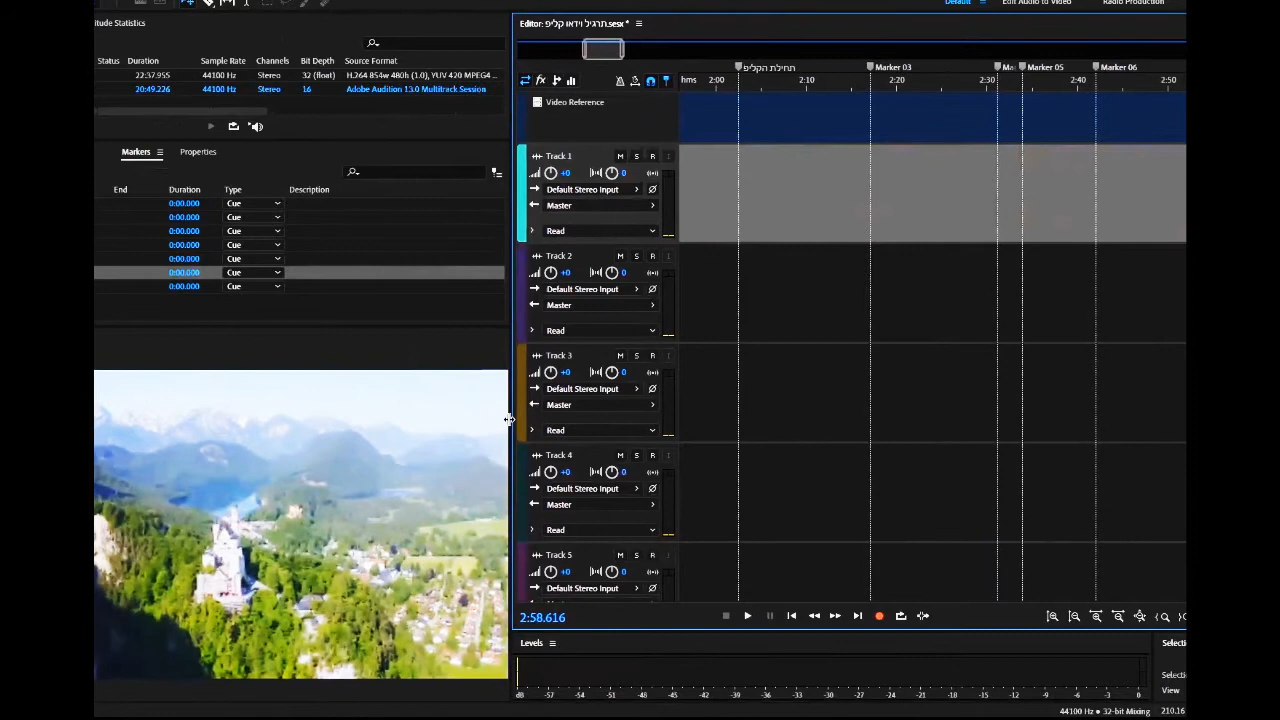 Default
Edit Audio to Video
Radio Production
itude Statistics
Status Duration Sample Rate Channels Bit Depth Source Format
22:37.955 44100 Hz Stereo 32 (float) H.264 854w 480h (1.0), YUV 420 MPEG4 ...
20:49.226 44100 Hz Stereo 16 Adobe Audition 13.0 Multitrack Session
Markers Properties
End Duration Type Description
0:00.000 Cue
0:00.000 Cue
0:00.000 Cue
0:00.000 Cue
0:00.000 Cue
0:00.000 Cue
0:00.000 Cue
Editor: תרגיל וידאו קליפ.sesx *
תחילת הקליפ Marker 03 Ma Marker 05 Marker 06
fx hms 2:00 2:10 2:20 2:30 2:40 2:50
Video Reference
Track 1 M S R I
+0 0
Default Stereo Input
Master
Read
Track 2 M S R I
+0 0
Default Stereo Input
Master
Read
Track 3 M S R I
+0 0
Default Stereo Input
Master
Read
Track 4 M S R I
+0 0
Default Stereo Input
Master
Read
Track 5 M S R I
+0 0
Default Stereo Input
2:58.616
Levels
dB -57 -54 -51 -48 -45 -42 -39 -36 -33 -30 -27 -24 -21 -18 -15 -12 -9 -6 -3 0
Selecti
Selecti
View
44100 Hz ● 32-bit Mixing 210.16